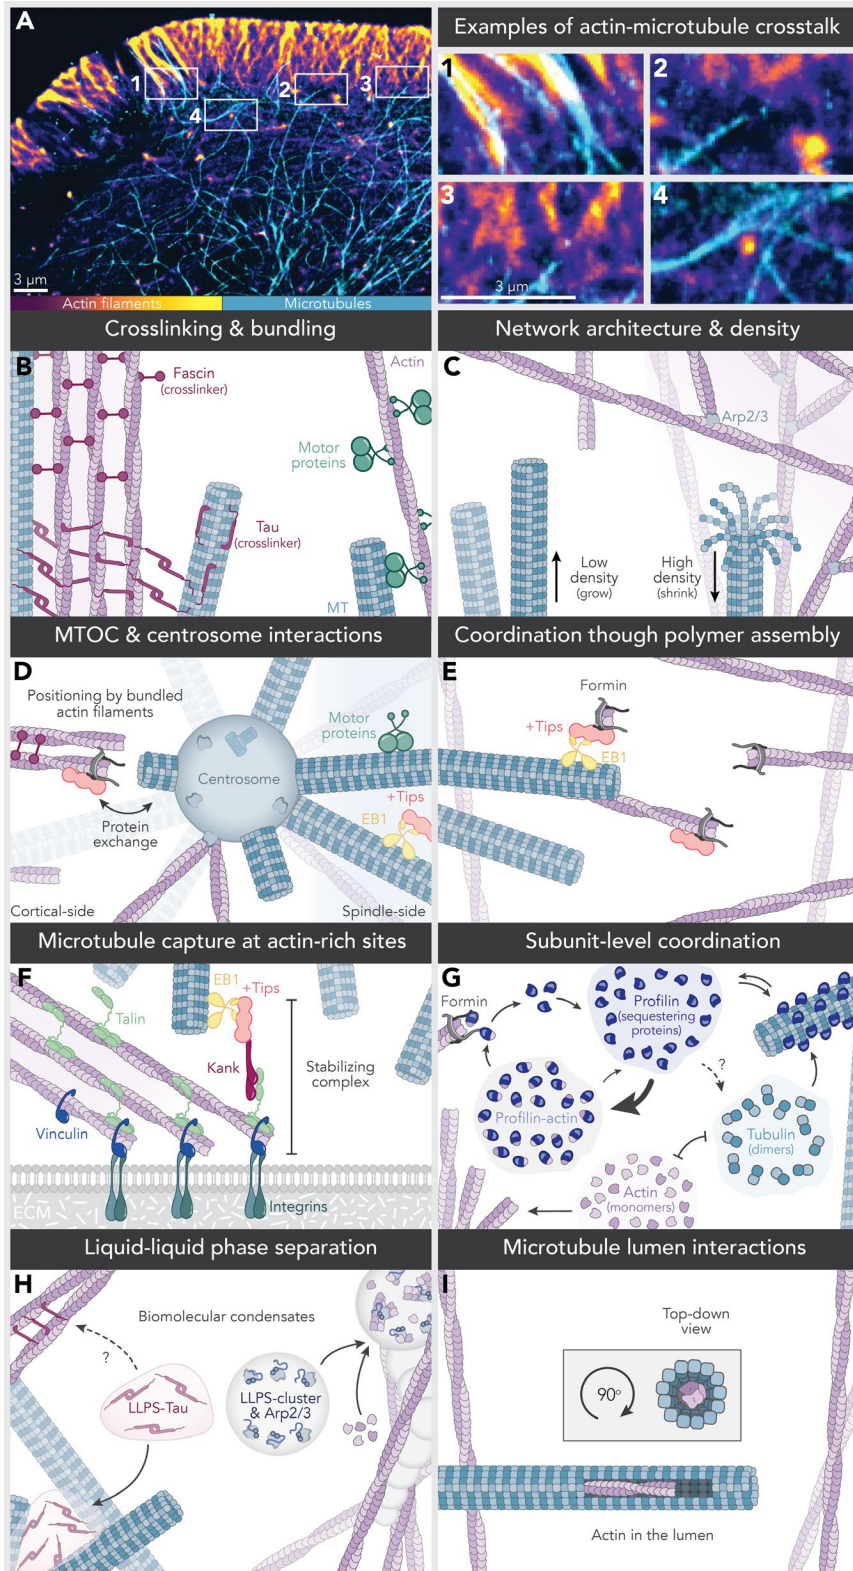 A
1
2
3
4
3 µm
Actin filaments
Microtubules
Examples of actin-microtubule crosstalk
1
2
3
4
3 µm
Crosslinking & bundling
B
Fascin
(crosslinker)
Actin
Motor
proteins
Tau
(crosslinker)
MT
Network architecture & density
C
Arp2/3
Low
density
(grow)
High
density
(shrink)
MTOC & centrosome interactions
D
Positioning by bundled
actin filaments
Motor
proteins
Centrosome
+Tips
EB1
Protein
exchange
Cortical-side
Spindle-side
Coordination though polymer assembly
E
Formin
+Tips
EB1
Microtubule capture at actin-rich sites
F
EB1
+Tips
Talin
Kank
Stabilizing
complex
Vinculin
Integrins
ECM
Subunit-level coordination
G
Formin
Profilin
(sequestering
proteins)
?
Profilin-actin
Tubulin
(dimers)
Actin
(monomers)
Liquid-liquid phase separation
H
Biomolecular condensates
?
LLPS-Tau
LLPS-cluster
& Arp2/3
Microtubule lumen interactions
I
Top-down
view
90°
Actin in the lumen